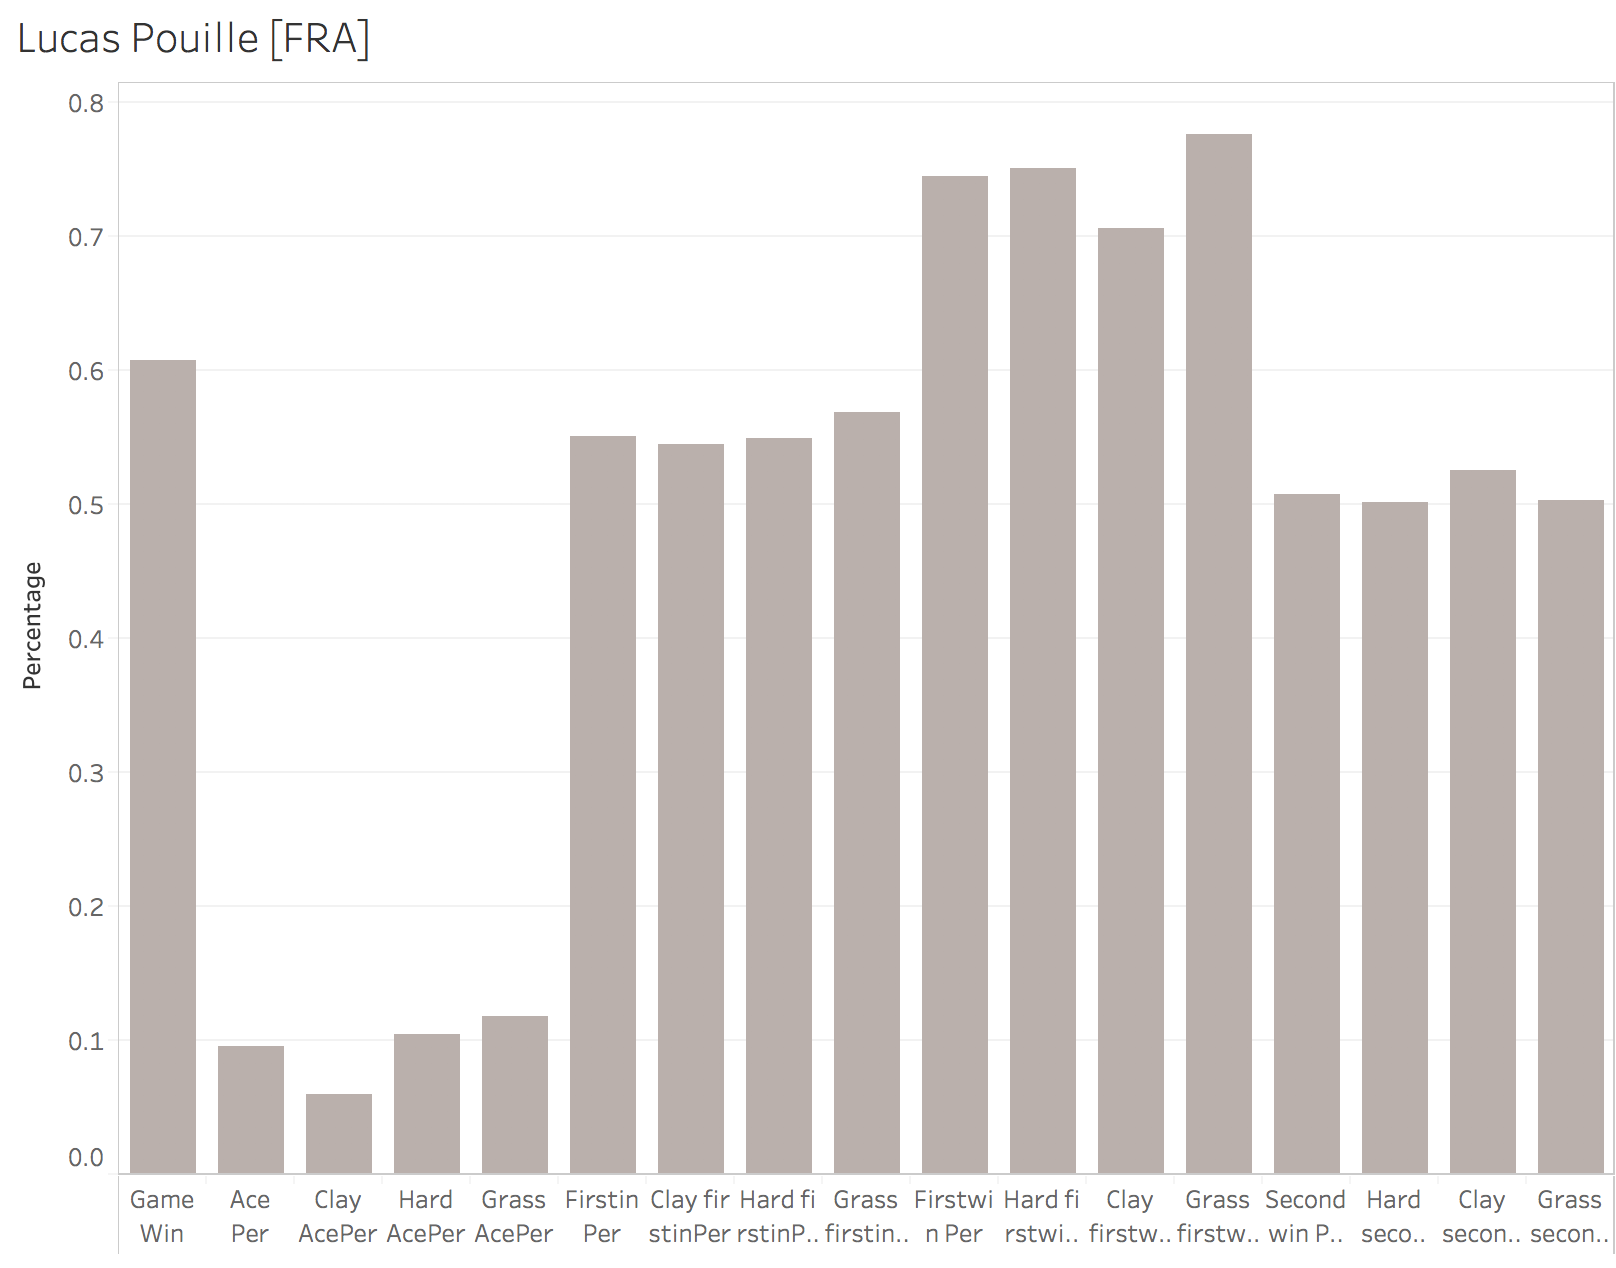 Lucas Pouille [FRA]
0.8
0.7
0.6
0.5
0.4
0.3
0.2
0.1
0.0
Percentage
Game Win
Ace Per
Clay AcePer
Hard AcePer
Grass AcePer
Firstin Per
Clay fir stinPer
Hard fi rstinP..
Grass firstin..
Firstwi n Per
Hard fi rstwi..
Clay firstw..
Grass firstw..
Second win P..
Hard seco..
Clay secon..
Grass secon..